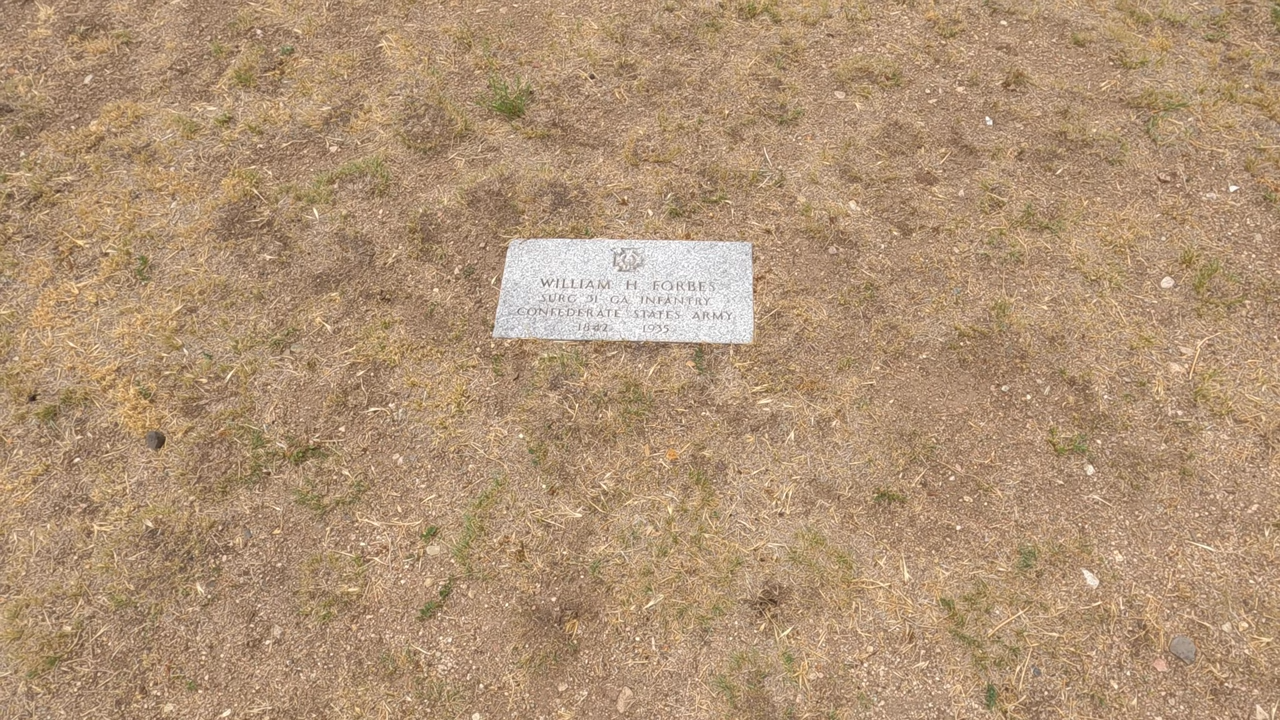 WILLIAM H FORBES
SURG 31 GA INFANTRY
CONFEDERATE STATES ARMY
1842 1935